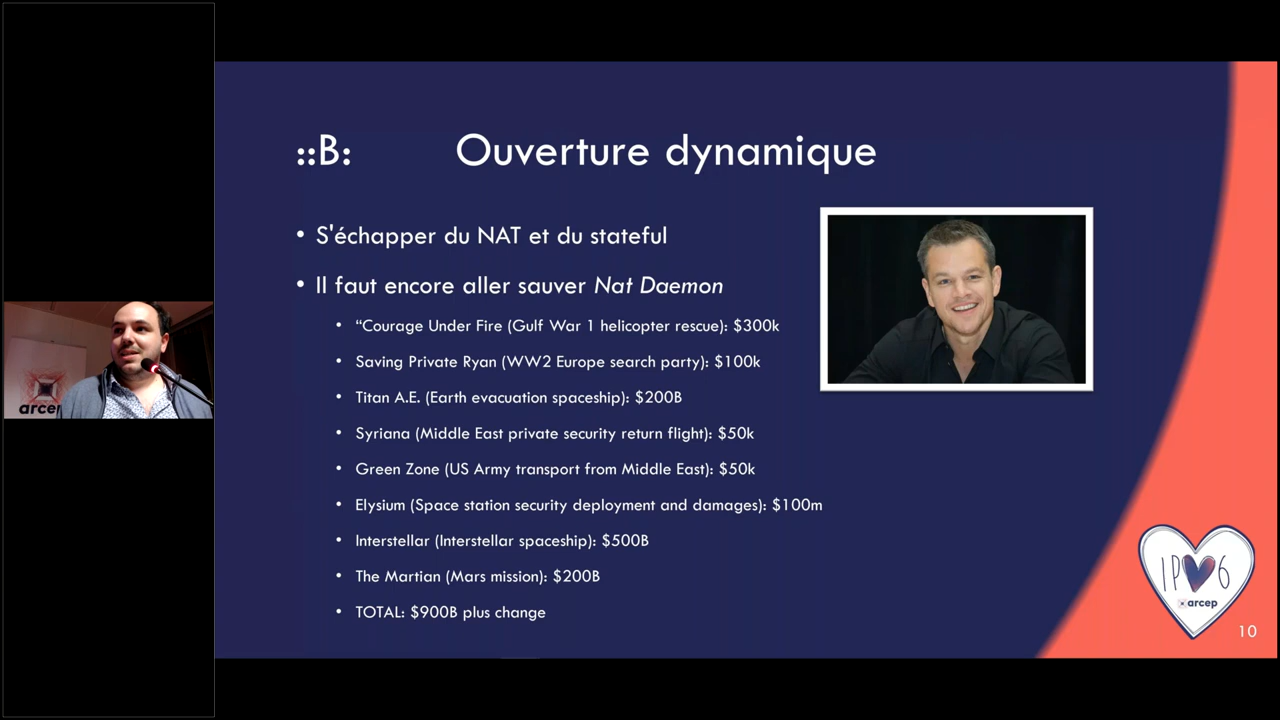 ::B: Ouverture dynamique
• S'échapper du NAT et du stateful
• Il faut encore aller sauver Nat Daemon
• “Courage Under Fire (Gulf War 1 helicopter rescue): $300k
• Saving Private Ryan (WW2 Europe search party): $100k
• Titan A.E. (Earth evacuation spaceship): $200B
• Syriana (Middle East private security return flight): $50k
• Green Zone (US Army transport from Middle East): $50k
• Elysium (Space station security deployment and damages): $100m
• Interstellar (Interstellar spaceship): $500B
• The Martian (Mars mission): $200B
• TOTAL: $900B plus change
arcep
IPv6
arcep
10